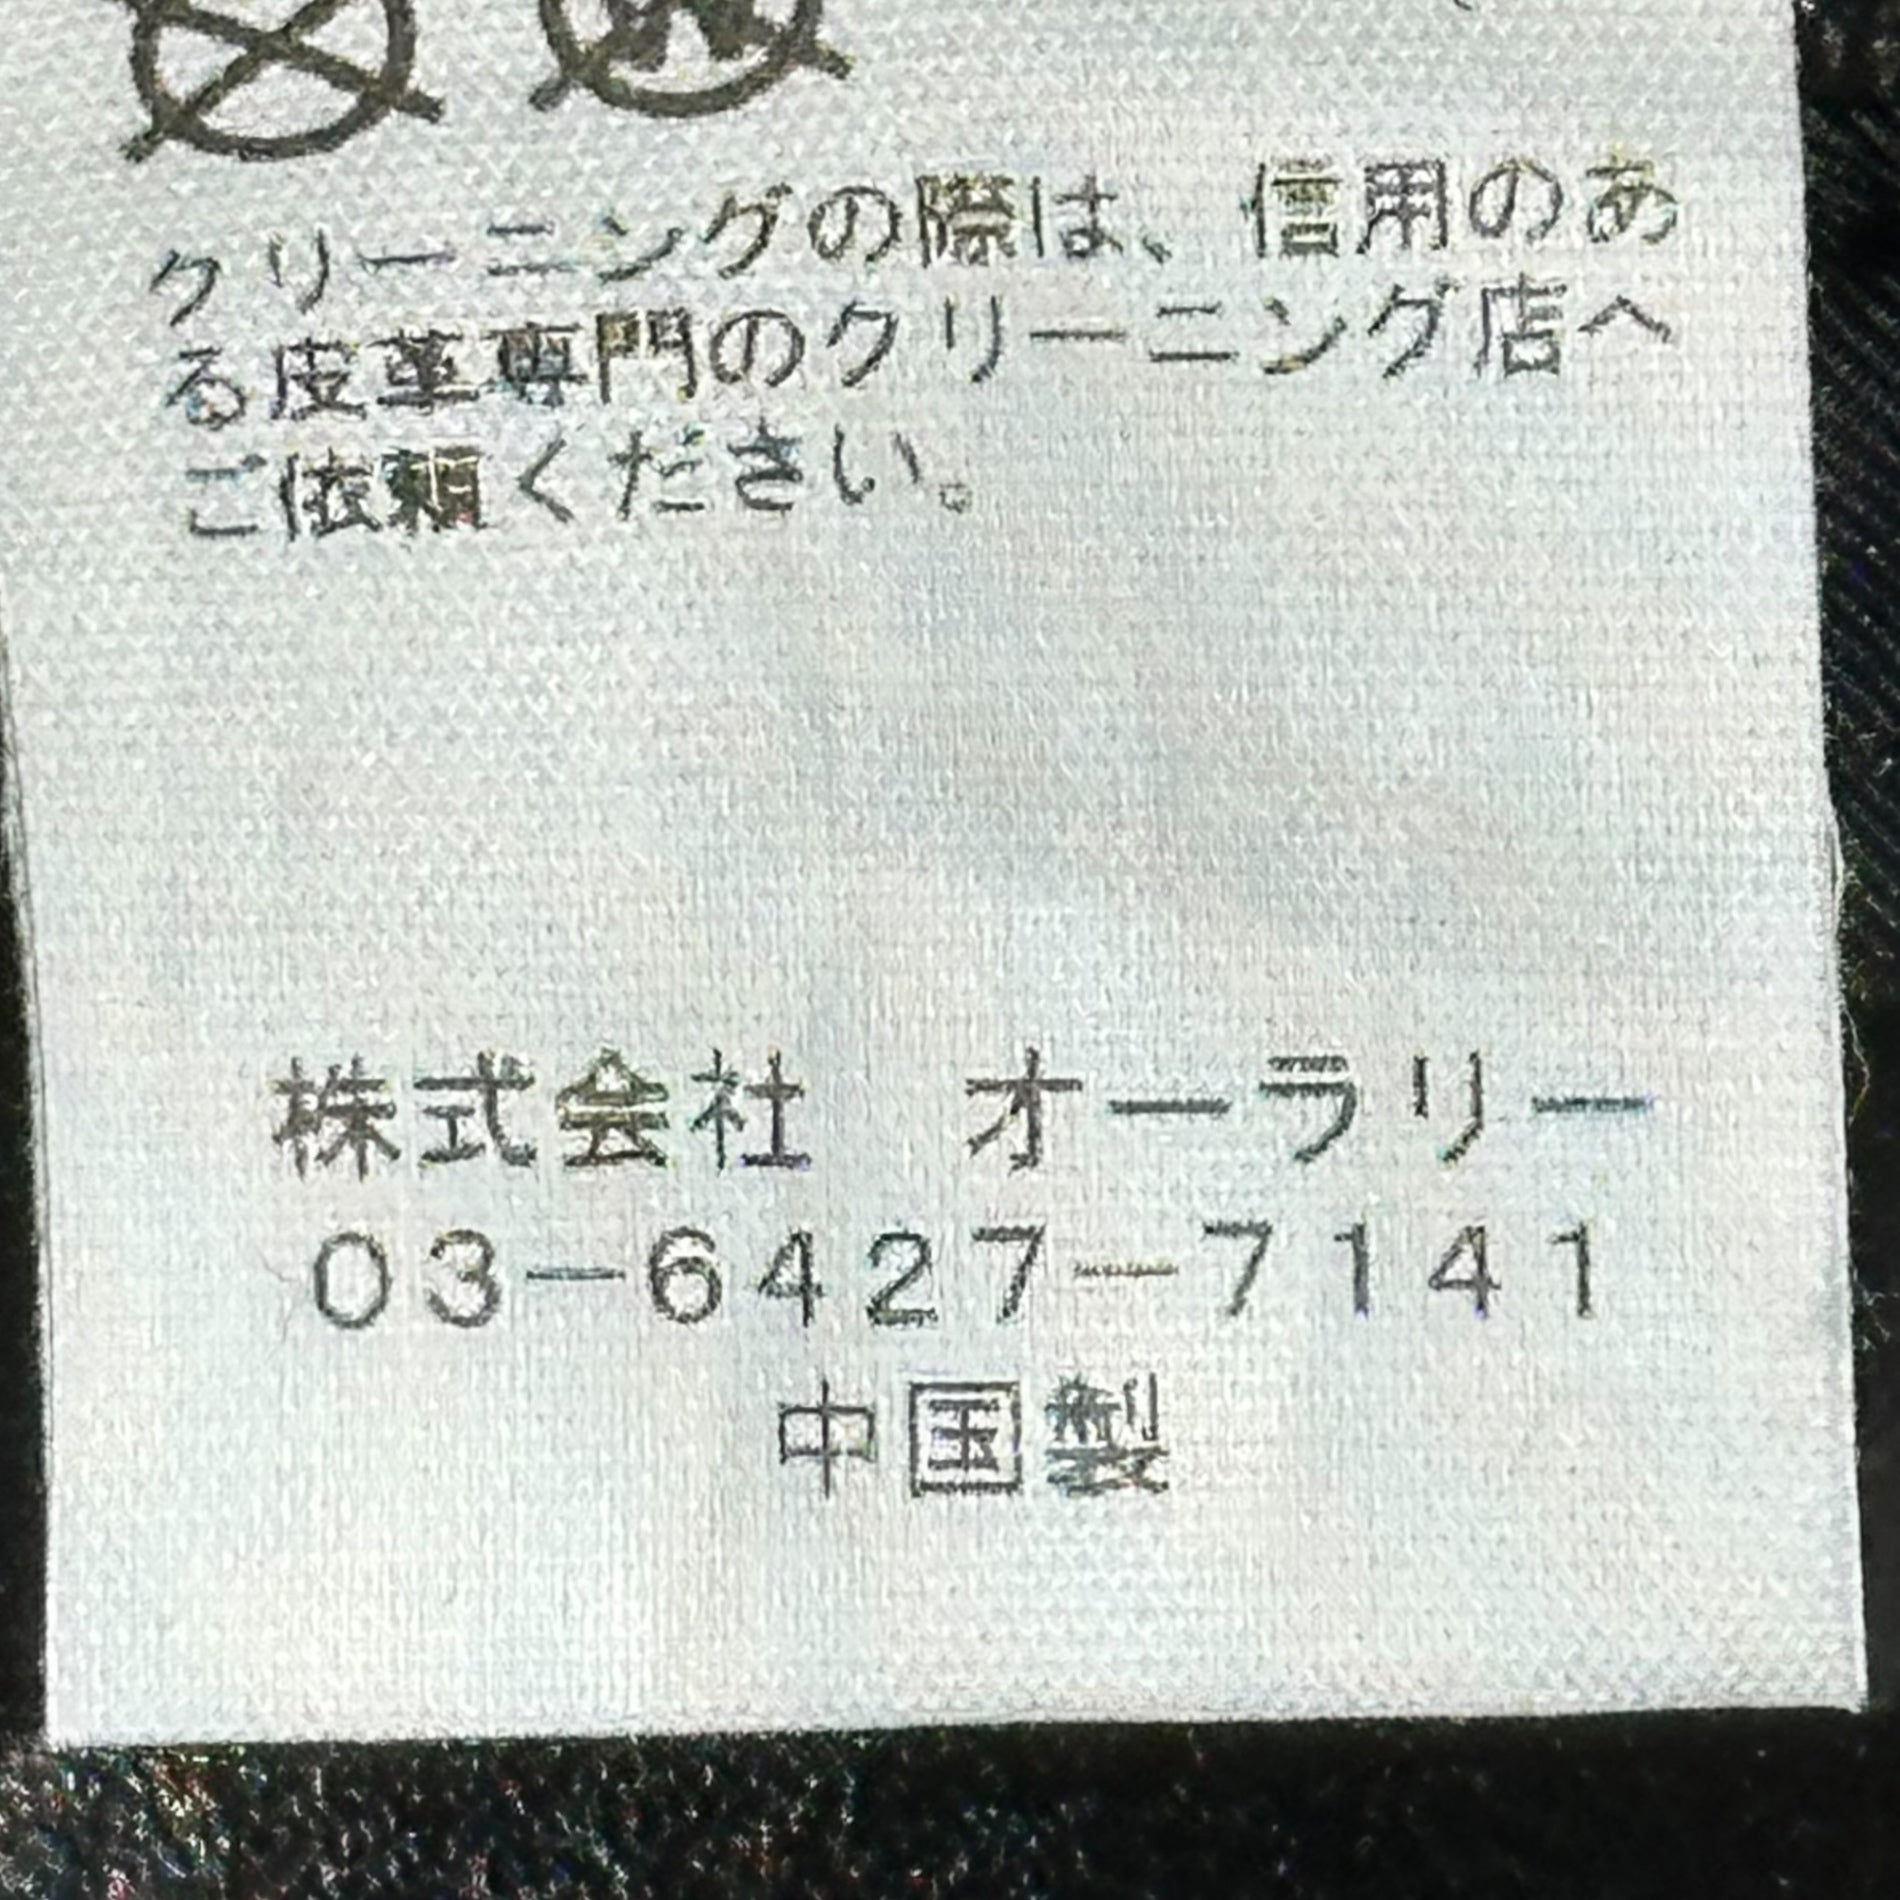 クリーニングの際は、信用のあ
る皮革専門のクリーニング店へ
ご依頼ください。
株式会社　オーラリー
０３－６４２７－７１４１
中国製